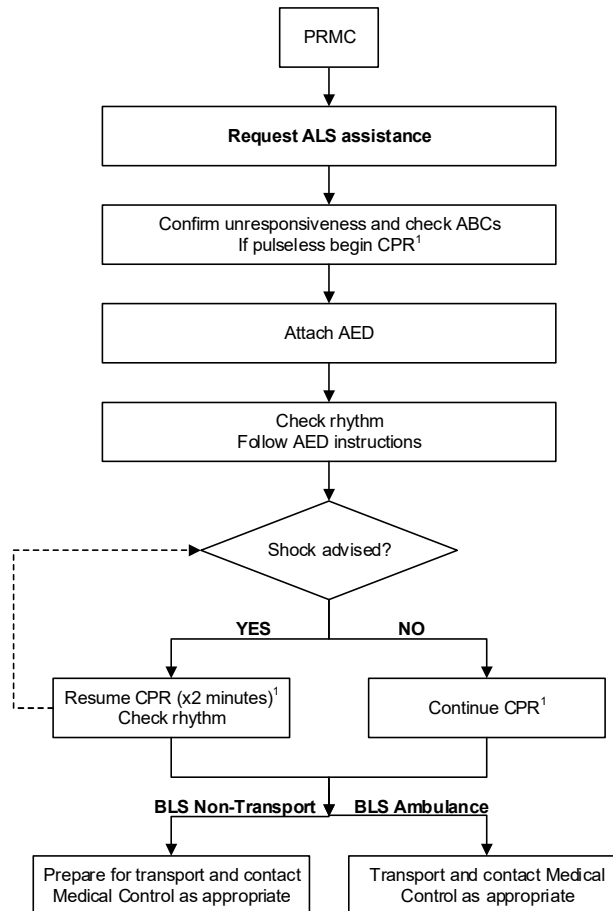 PRMC
Request ALS assistance
Confirm unresponsiveness and check ABCs
If pulseless begin CPR¹
Attach AED
Check rhythm
Follow AED instructions
Shock advised?
YES
NO
Resume CPR (x2 minutes)¹
Check rhythm
Continue CPR¹
BLS Non-Transport
BLS Ambulance
Prepare for transport and contact
Medical Control as appropriate
Transport and contact Medical
Control as appropriate